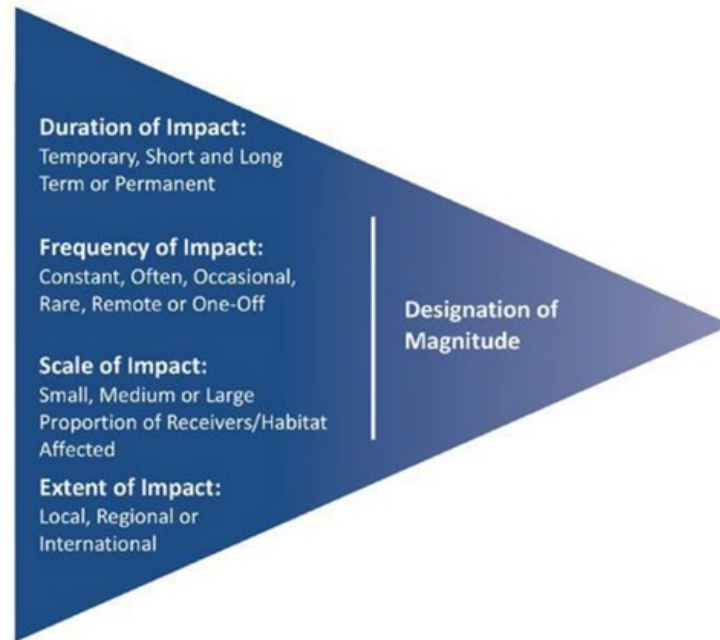 Duration of Impact:
Temporary, Short and Long
Term or Permanent
Frequency of Impact:
Constant, Often, Occasional,
Rare, Remote or One-Off
Scale of Impact:
Small, Medium or Large
Proportion of Receivers/Habitat
Affected
Extent of Impact:
Local, Regional or
International
Designation of
Magnitude